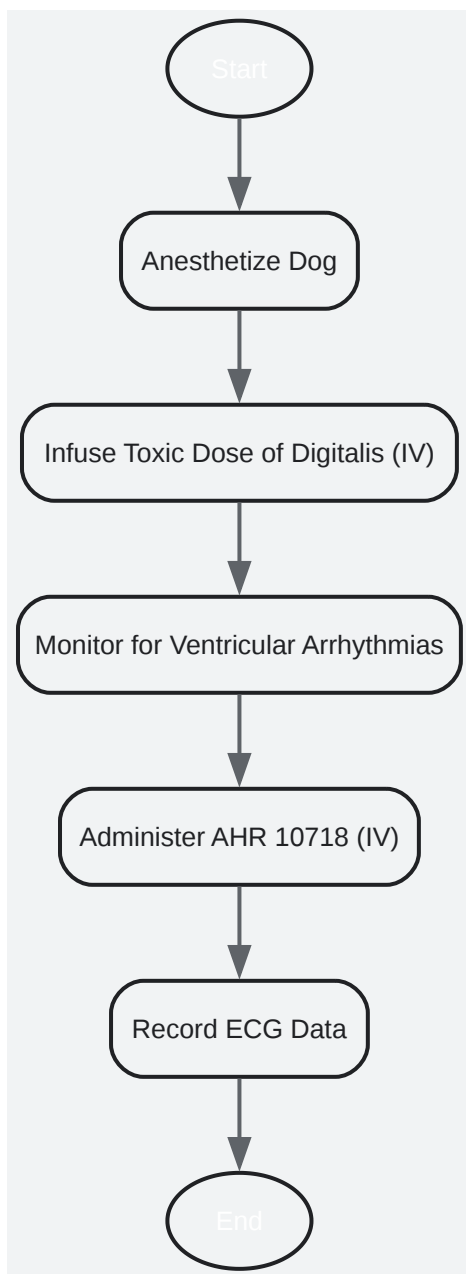 Start
Anesthetize Dog
Infuse Toxic Dose of Digitalis (IV)
Monitor for Ventricular Arrhythmias
Administer AHR 10718 (IV)
Record ECG Data
End